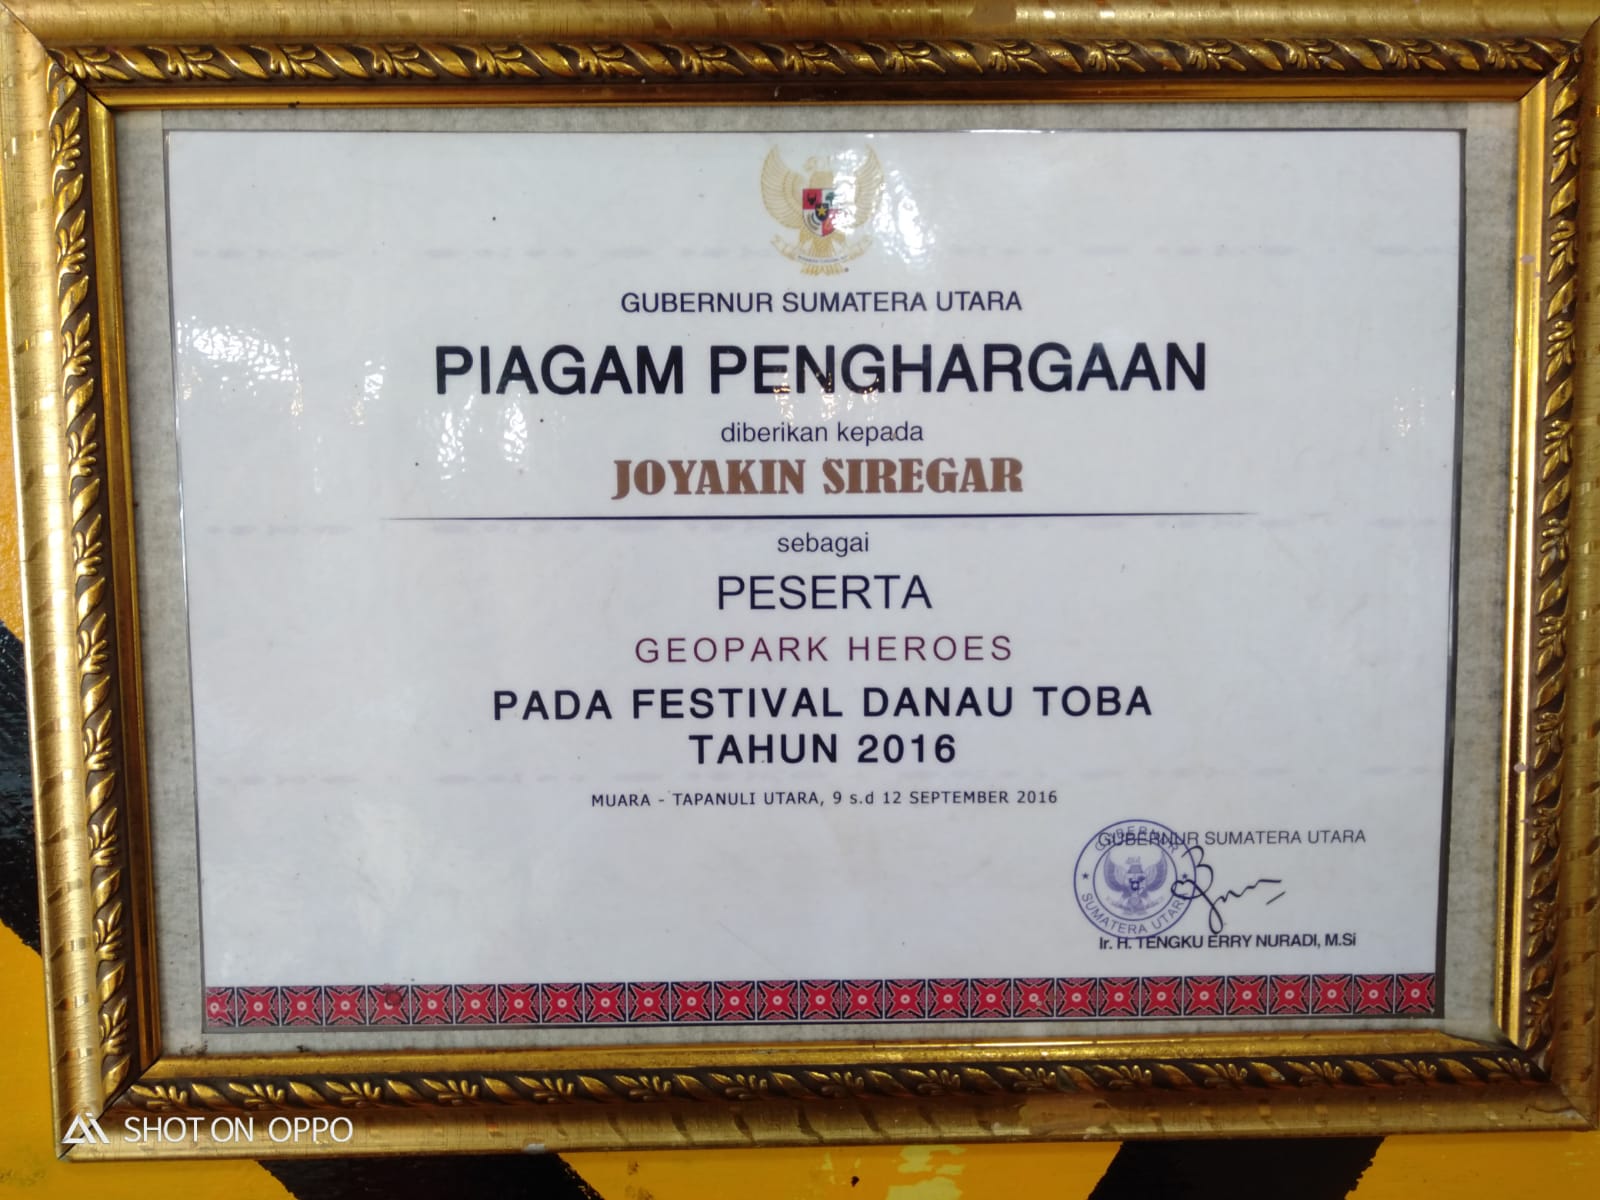 GUBERNUR SUMATERA UTARA
PIAGAM PENGHARGAAN
diberikan kepada
JOYAKIN SIREGAR
sebagai
PESERTA
GEOPARK HEROES
PADA FESTIVAL DANAU TOBA
TAHUN 2016
MUARA - TAPANULI UTARA, 9 s.d 12 SEPTEMBER 2016
GUBERNUR SUMATERA UTARA
GUBERNUR
SUMATERA UTARA
Ir. H. TENGKU ERRY NURADI, M.Si
SHOT ON OPPO